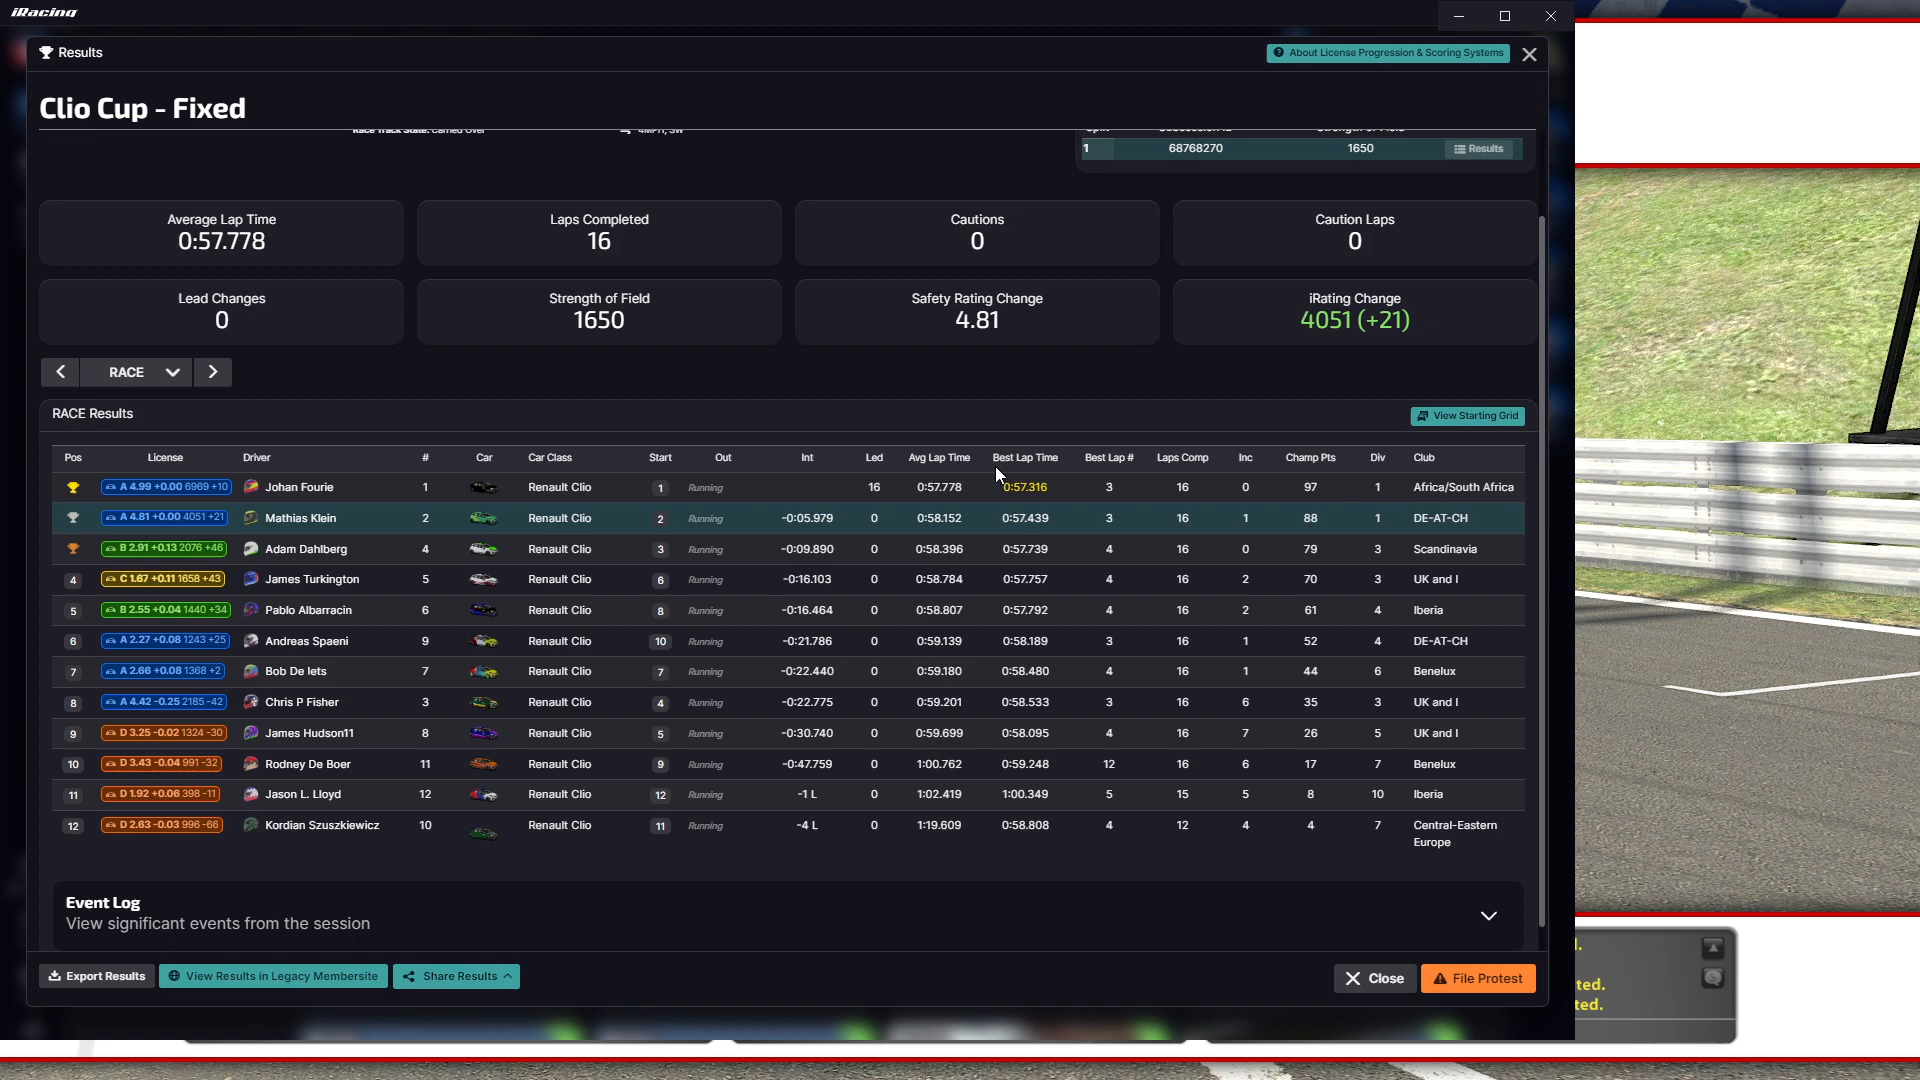 iRacing
Results
About License Progression & Scoring Systems
Clio Cup - Fixed
1 68768270 1650 Results
Average Lap Time
0:57.778
Laps Completed
16
Cautions
0
Caution Laps
0
Lead Changes
0
Strength of Field
1650
Safety Rating Change
4.81
iRating Change
4051 (+21)
RACE
RACE Results
View Starting Grid
Pos License Driver # Car Car Class Start Out Int Led Avg Lap Time Best Lap Time Best Lap # Laps Comp Inc Champ Pts Div Club
A 4.99 +0.00 6969 +10 Johan Fourie 1 Renault Clio 1 Running 16 0:57.778 0:57.316 3 16 0 97 1 Africa/South Africa
A 4.81 +0.00 4051 +21 Mathias Klein 2 Renault Clio 2 Running -0:05.979 0 0:58.152 0:57.439 3 16 1 88 1 DE-AT-CH
B 2.91 +0.13 2076 +46 Adam Dahlberg 4 Renault Clio 3 Running -0:09.890 0 0:58.396 0:57.739 4 16 0 79 3 Scandinavia
4 C 1.67 +0.11 1658 +43 James Turkington 5 Renault Clio 6 Running -0:16.103 0 0:58.784 0:57.757 4 16 2 70 3 UK and I
5 B 2.55 +0.04 1440 +34 Pablo Albarracin 6 Renault Clio 8 Running -0:16.464 0 0:58.807 0:57.792 4 16 2 61 4 Iberia
6 A 2.27 +0.08 1243 +25 Andreas Spaeni 9 Renault Clio 10 Running -0:21.786 0 0:59.139 0:58.189 3 16 1 52 4 DE-AT-CH
7 A 2.66 +0.08 1368 +2 Bob De Iets 7 Renault Clio 7 Running -0:22.440 0 0:59.180 0:58.480 4 16 1 44 6 Benelux
8 A 4.42 -0.25 2185 -42 Chris P Fisher 3 Renault Clio 4 Running -0:22.775 0 0:59.201 0:58.533 3 16 6 35 3 UK and I
9 D 3.25 -0.02 1324 -30 James Hudson11 8 Renault Clio 5 Running -0:30.740 0 0:59.699 0:58.095 4 16 7 26 5 UK and I
10 D 3.43 -0.04 991 -32 Rodney De Boer 11 Renault Clio 9 Running -0:47.759 0 1:00.762 0:59.248 12 16 6 17 7 Benelux
11 D 1.92 +0.06 398 -11 Jason L. Lloyd 12 Renault Clio 12 Running -1 L 0 1:02.419 1:00.349 5 15 5 8 10 Iberia
12 D 2.63 -0.03 996 -66 Kordian Szuszkiewicz 10 Renault Clio 11 Running -4 L 0 1:19.609 0:58.808 4 12 4 4 7 Central-Eastern
Europe
Event Log
View significant events from the session
Export Results
View Results in Legacy Membersite
Share Results
Close
File Protest
ted.
ted.